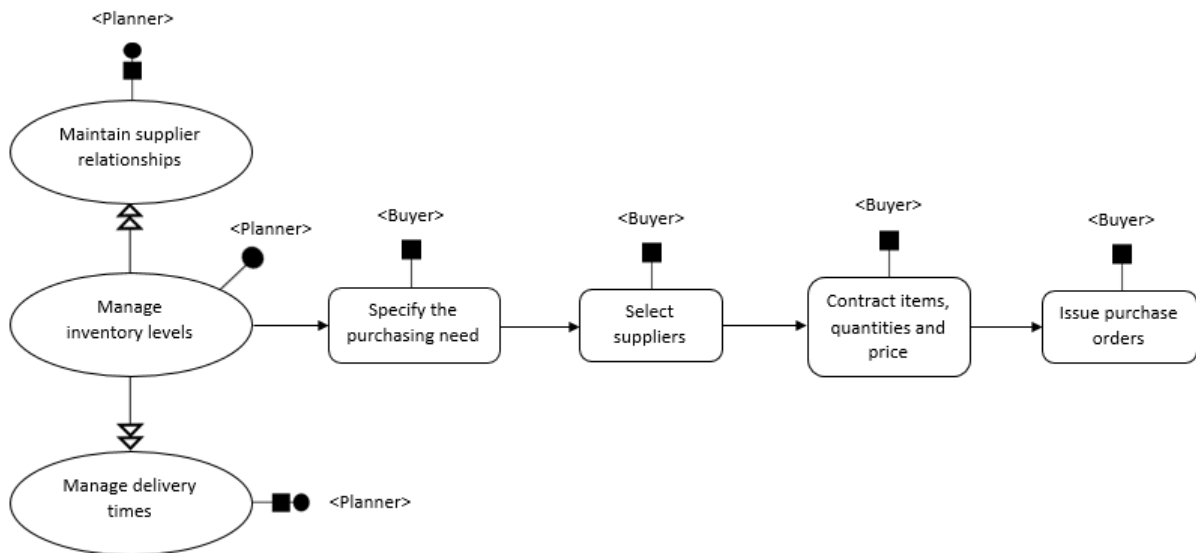 <Planner>
Maintain supplier
relationships
<Planner>
Manage
inventory levels
<Buyer>
Specify the
purchasing need
<Buyer>
Select
suppliers
<Buyer>
Contract items,
quantities and
price
<Buyer>
Issue purchase
orders
Manage delivery
times
<Planner>